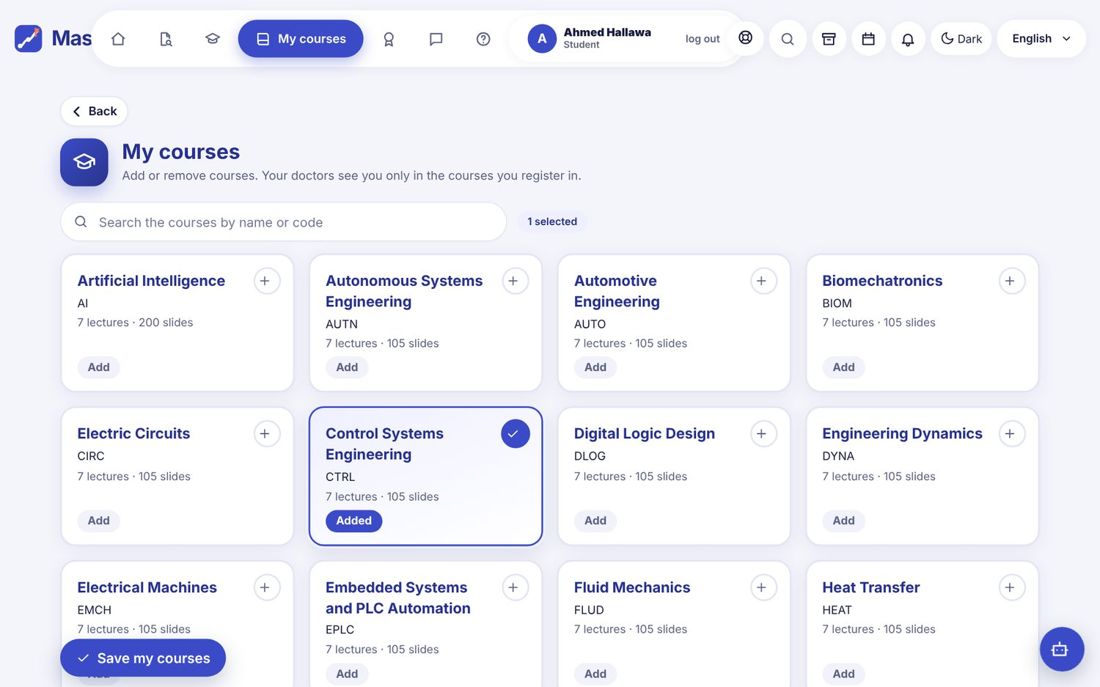 Mas
My courses
A
Ahmed Hallawa
Student
log out
Dark
English
Back
My courses
Add or remove courses. Your doctors see you only in the courses you register in.
Search the courses by name or code
1 selected
Artificial Intelligence
AI
7 lectures · 200 slides
Add
Autonomous Systems
Engineering
AUTN
7 lectures · 105 slides
Add
Automotive
Engineering
AUTO
7 lectures · 105 slides
Add
Biomechatronics
BIOM
7 lectures · 105 slides
Add
Electric Circuits
CIRC
7 lectures · 105 slides
Add
Control Systems
Engineering
CTRL
7 lectures · 105 slides
Added
Digital Logic Design
DLOG
7 lectures · 105 slides
Add
Engineering Dynamics
DYNA
7 lectures · 105 slides
Add
Electrical Machines
EMCH
7 lectures · 105 slides
Embedded Systems
and PLC Automation
EPLC
7 lectures · 105 slides
Add
Fluid Mechanics
FLUD
7 lectures · 105 slides
Add
Heat Transfer
HEAT
7 lectures · 105 slides
Add
Save my courses